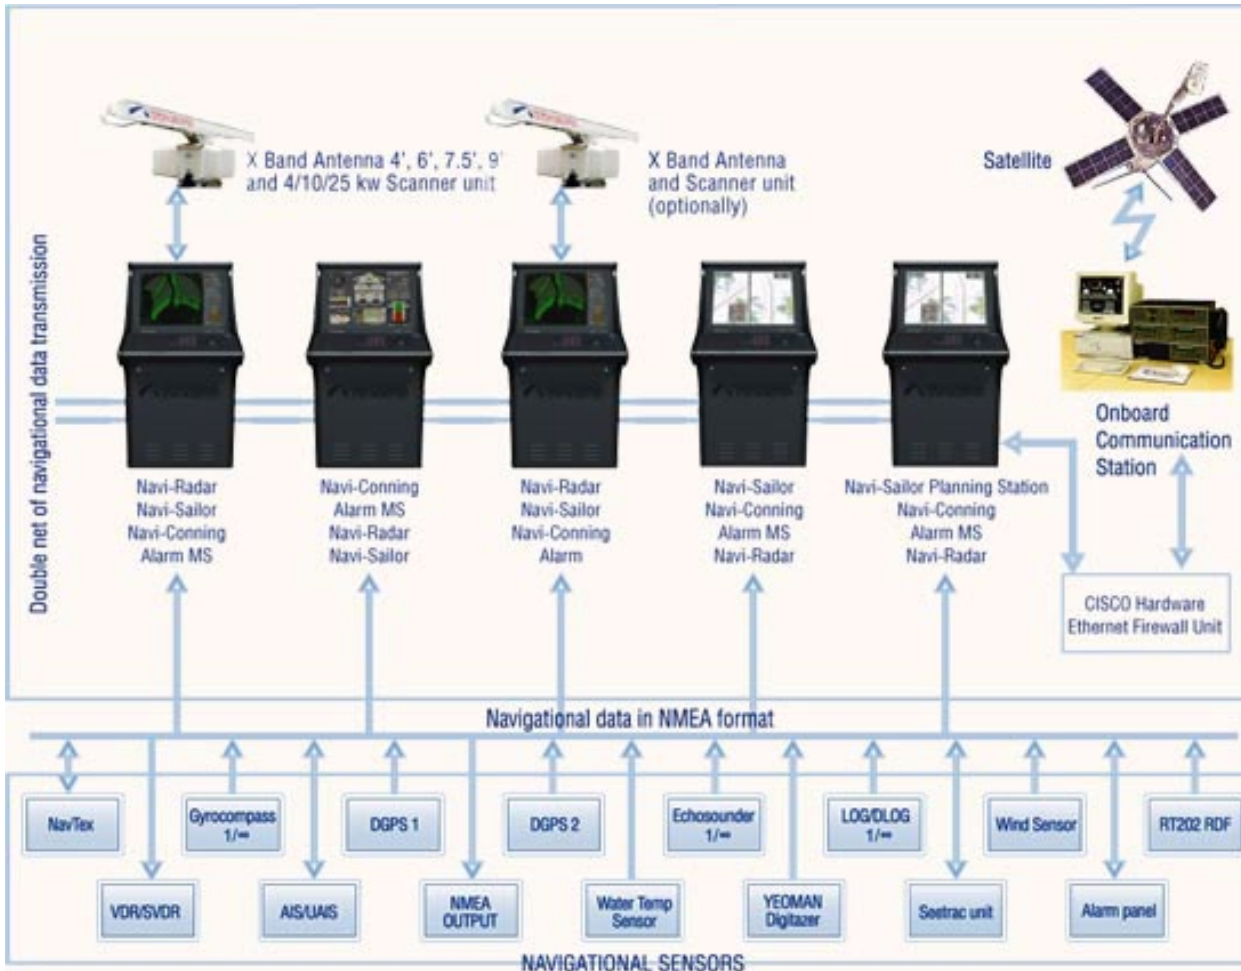 X Band Antenna 4', 6', 7.5', 9'
and 4/10/25 kw Scanner unit
X Band Antenna
and Scanner unit
(optionally)
Satellite
Double net of navigational data transmission
Onboard
Communication
Station
Navi-Radar
Navi-Sailor
Navi-Conning
Alarm MS
Navi-Conning
Alarm MS
Navi-Radar
Navi-Sailor
Navi-Radar
Navi-Sailor
Navi-Conning
Alarm
Navi-Sailor
Navi-Conning
Alarm MS
Navi-Radar
Navi-Sailor Planning Station
Navi-Conning
Alarm MS
Navi-Radar
CISCO Hardware
Ethernet Firewall Unit
Navigational data in NMEA format
NavTex
Gyrocompass
1/∞
DGPS 1
DGPS 2
Echosounder
1/∞
LOG/DLOG
1/∞
Wind Sensor
RT202 RDF
VDR/SVDR
AIS/UAIS
NMEA
OUTPUT
Water Temp
Sensor
YEOMAN
Digitazer
Seetrac unit
Alarm panel
NAVIGATIONAL SENSORS